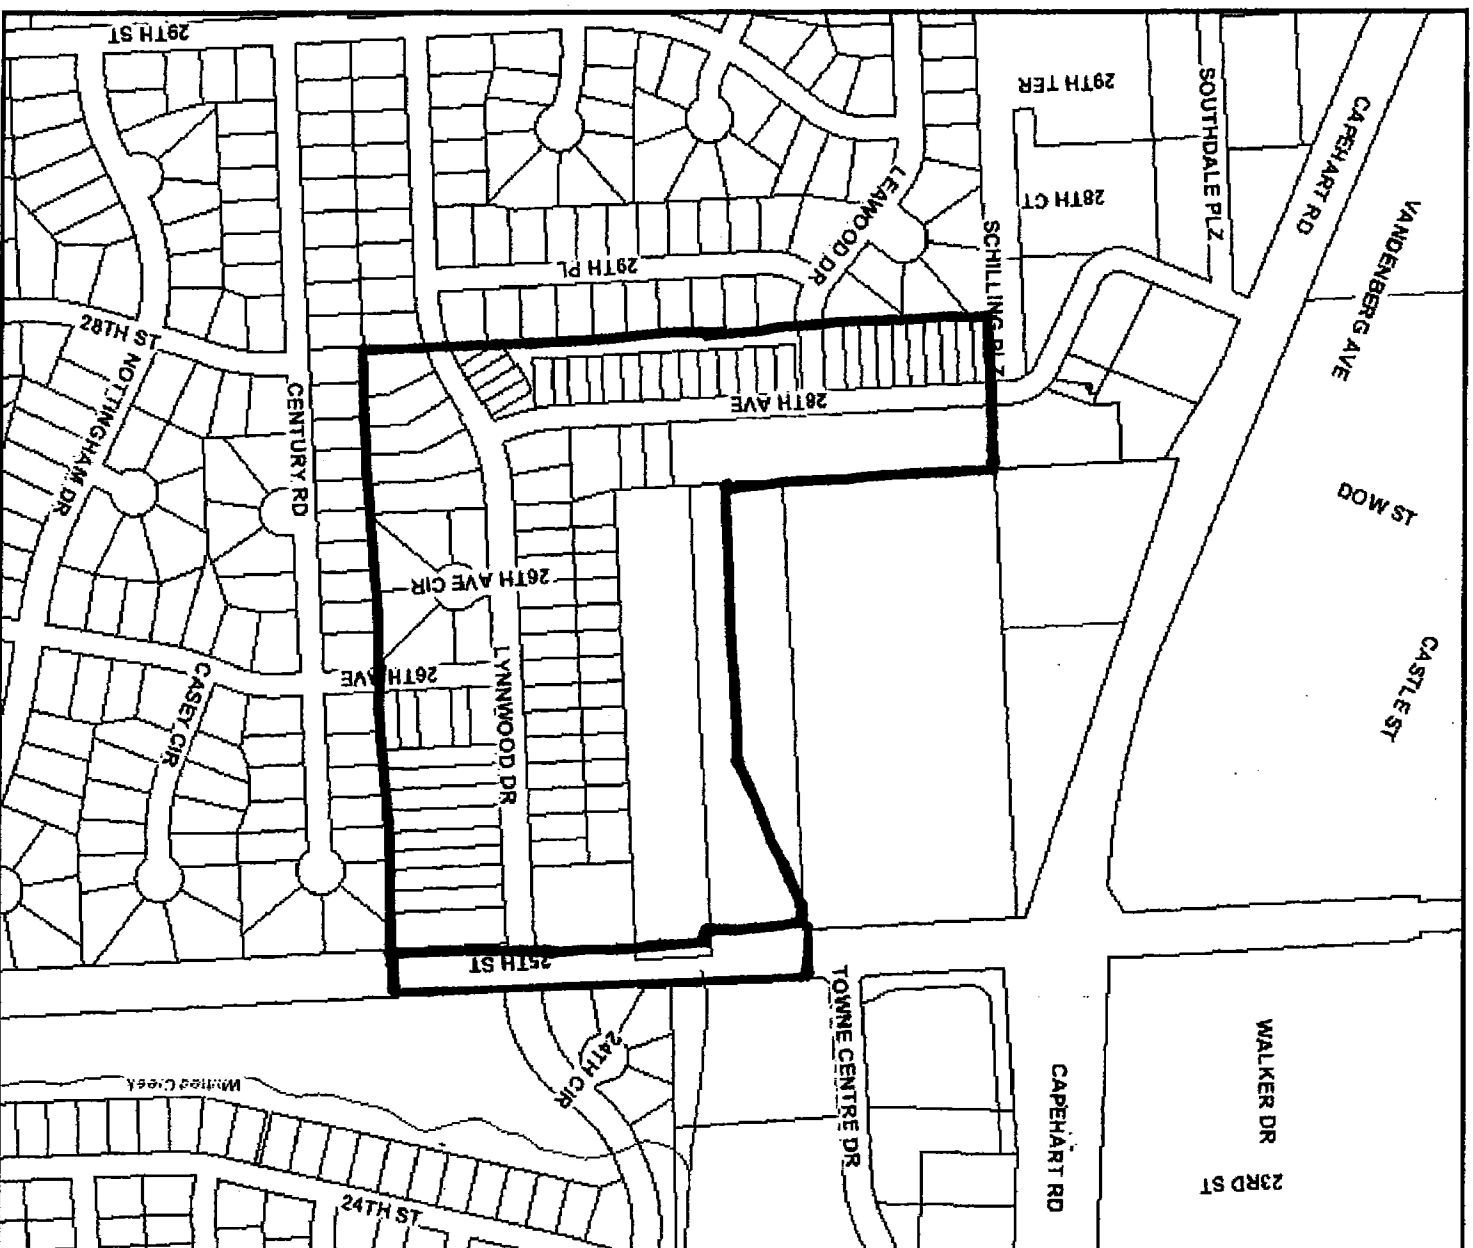 29TH ST
29TH TER
SOUTHDALE PLZ
CAPEHART RD
28TH CT
LEAWOOD DR
SCHILLING PLZ
VANDENBERG AVE
29TH PL
28TH ST
NOTTINGHAM DR
CENTURY RD
28TH AVE
DOW ST
26TH AVE CIR
26TH AVE
CASEY CIR
LYNNWOOD DR
CASTLE ST
25TH ST
TOWNE CENTRE DR
24TH CIR
Whitted Creek
CAPEHART RD
WALKER DR
23RD ST
24TH ST